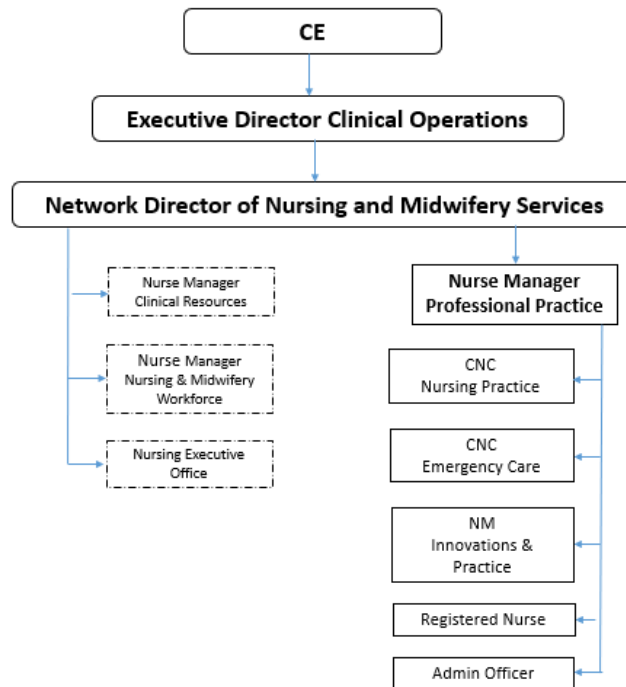 CE
Executive Director Clinical Operations
Network Director of Nursing and Midwifery Services
Nurse Manager
Clinical Resources
Nurse Manager
Nursing & Midwifery
Workforce
Nursing Executive
Office
Nurse Manager
Professional Practice
CNC
Nursing Practice
CNC
Emergency Care
NM
Innovations &
Practice
Registered Nurse
Admin Officer